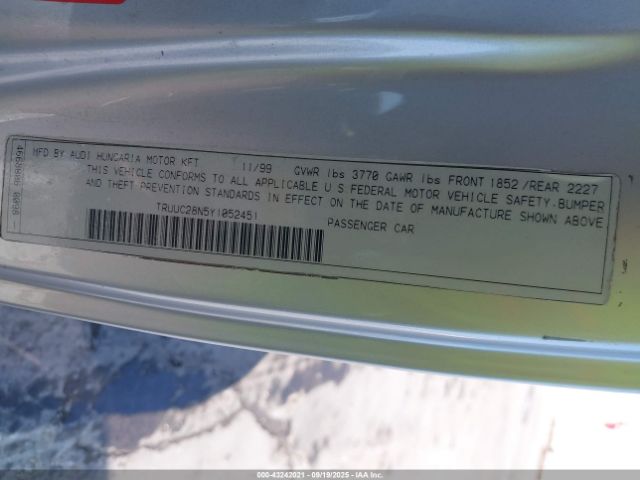 MFD BY AUDI HUNGARIA MOTOR KFT 11/99 GVWR lbs 3770 GAWR lbs FRONT 1852 /REAR 2227
THIS VEHICLE CONFORMS TO ALL APPLICABLE U S FEDERAL MOTOR VEHICLE SAFETY.BUMPER
AND THEFT PREVENTION STANDARDS IN EFFECT ON THE DATE OF MANUFACTURE SHOWN ABOVE
TRUUC28N5Y1052451
PASSENGER CAR
000-43242021 - 09/19/2025 - IAAI.COM